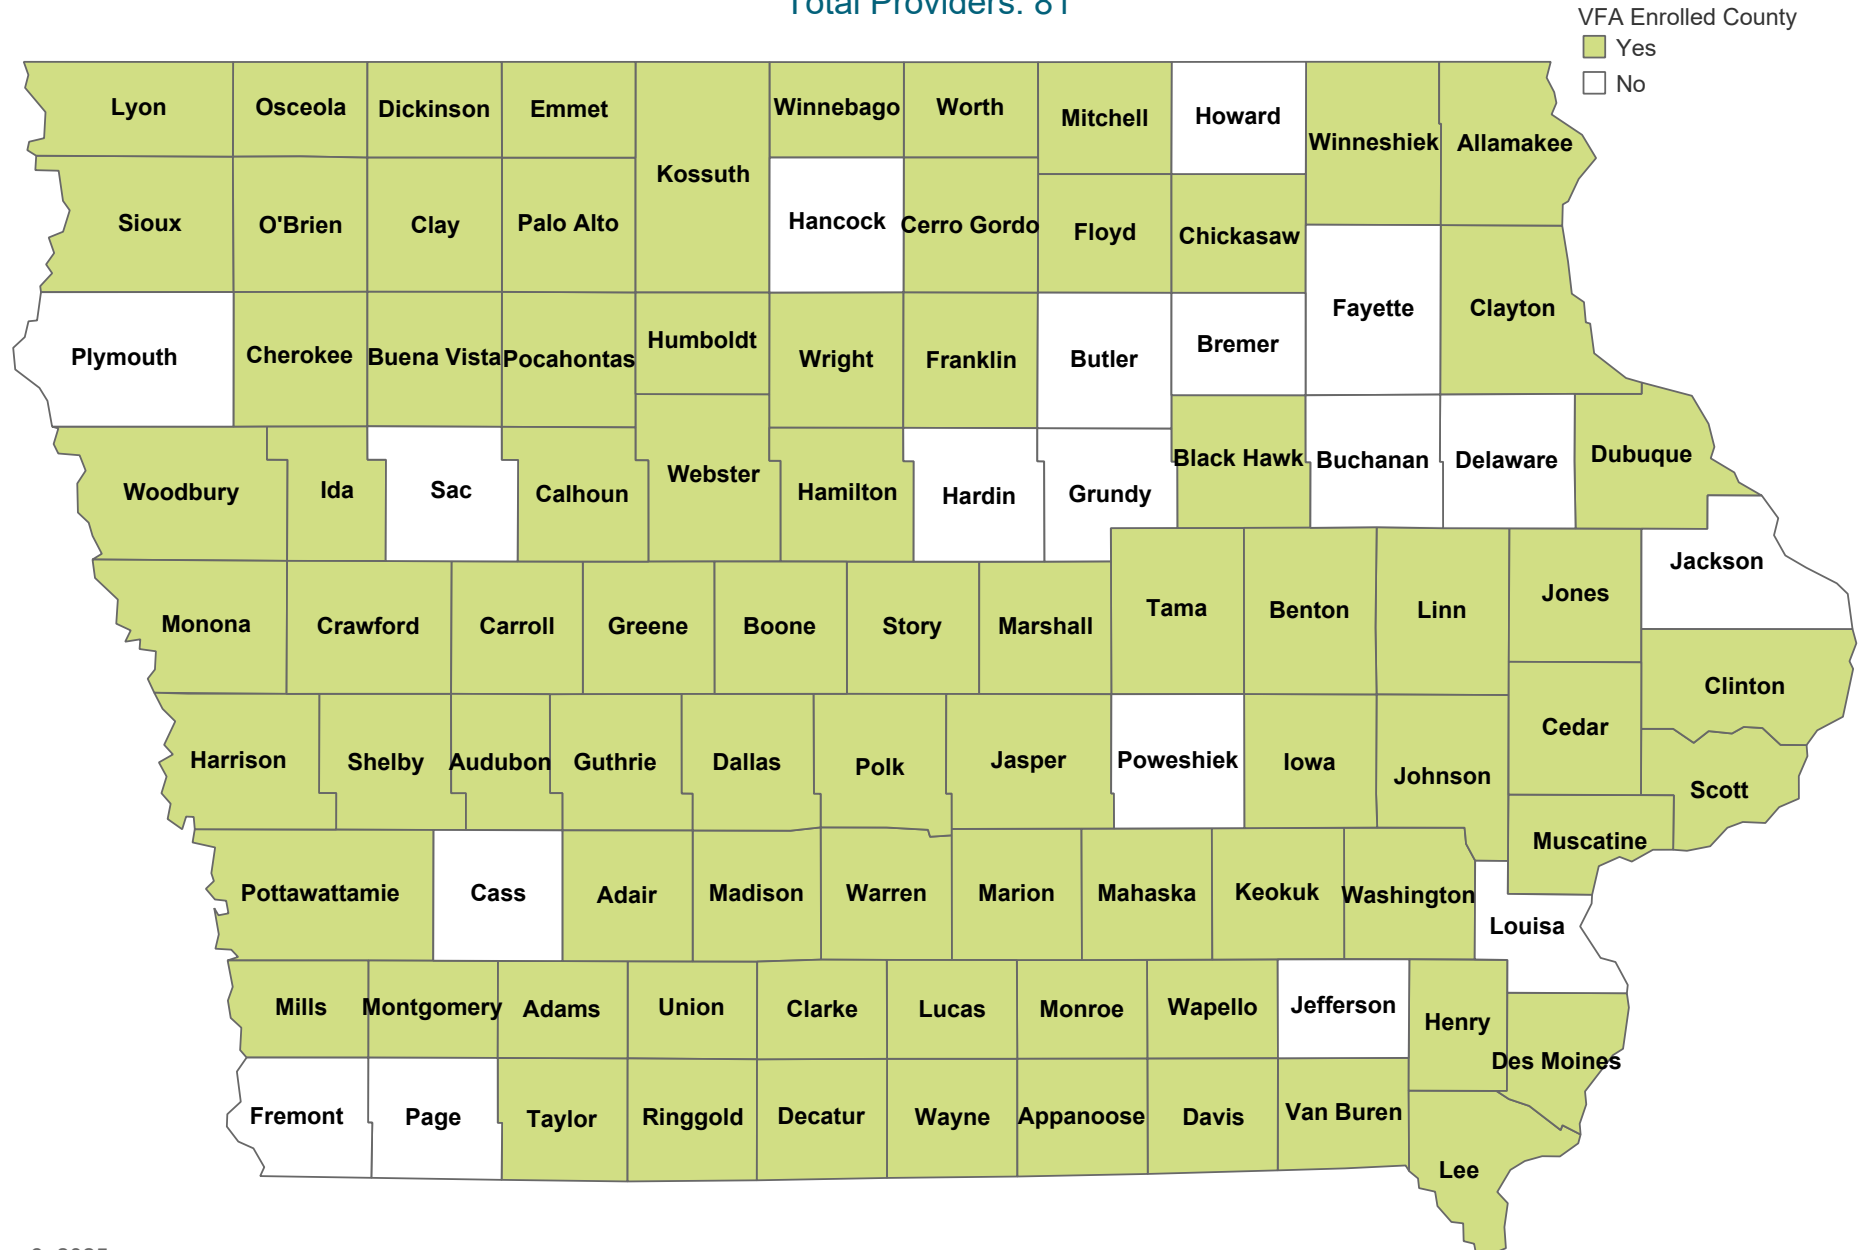 Total Providers: 81
VFA Enrolled County
Yes
No
Lyon
Osceola
Dickinson
Emmet
Winnebago
Worth
Mitchell
Howard
Winneshiek
Allamakee
Kossuth
Sioux
O'Brien
Clay
Palo Alto
Hancock
Cerro Gordo
Floyd
Chickasaw
Fayette
Clayton
Plymouth
Cherokee
Buena Vista
Pocahontas
Humboldt
Wright
Franklin
Butler
Bremer
Woodbury
Ida
Sac
Calhoun
Webster
Hamilton
Hardin
Grundy
Black Hawk
Buchanan
Delaware
Dubuque
Jackson
Monona
Crawford
Carroll
Greene
Boone
Story
Marshall
Tama
Benton
Linn
Jones
Clinton
Harrison
Shelby
Audubon
Guthrie
Dallas
Polk
Jasper
Poweshiek
Iowa
Johnson
Cedar
Scott
Muscatine
Pottawattamie
Cass
Adair
Madison
Warren
Marion
Mahaska
Keokuk
Washington
Louisa
Mills
Montgomery
Adams
Union
Clarke
Lucas
Monroe
Wapello
Jefferson
Henry
Des Moines
Fremont
Page
Taylor
Ringgold
Decatur
Wayne
Appanoose
Davis
Van Buren
Lee